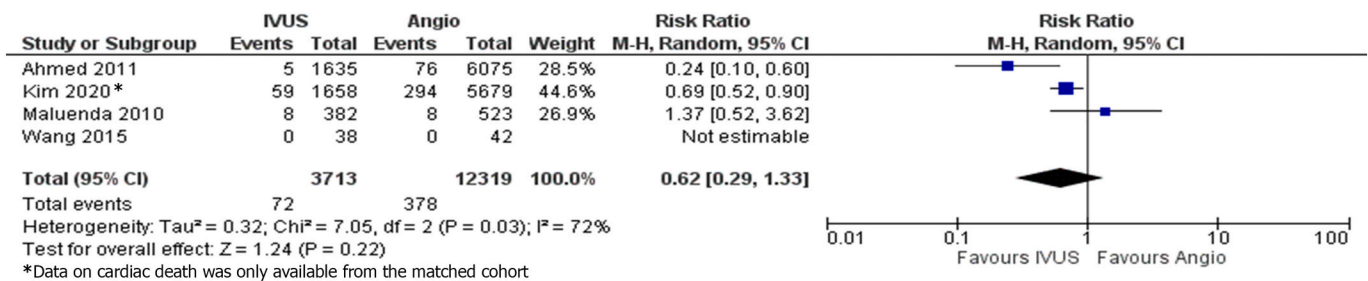 IVUS Angio Risk Ratio Risk Ratio
Study or Subgroup Events Total Events Total Weight M-H, Random, 95% CI M-H, Random, 95% CI
Ahmed 2011 5 1635 76 6075 28.5% 0.24 [0.10, 0.60]
Kim 2020* 59 1658 294 5679 44.6% 0.69 [0.52, 0.90]
Maluenda 2010 8 382 8 523 26.9% 1.37 [0.52, 3.62]
Wang 2015 0 38 0 42 Not estimable
Total (95% CI) 3713 12319 100.0% 0.62 [0.29, 1.33]
Total events 72 378
Heterogeneity: Tau² = 0.32; Chi² = 7.05, df = 2 (P = 0.03); I² = 72%
Test for overall effect: Z = 1.24 (P = 0.22)
*Data on cardiac death was only available from the matched cohort
0.01 0.1 1 10 100
Favours IVUS Favours Angio